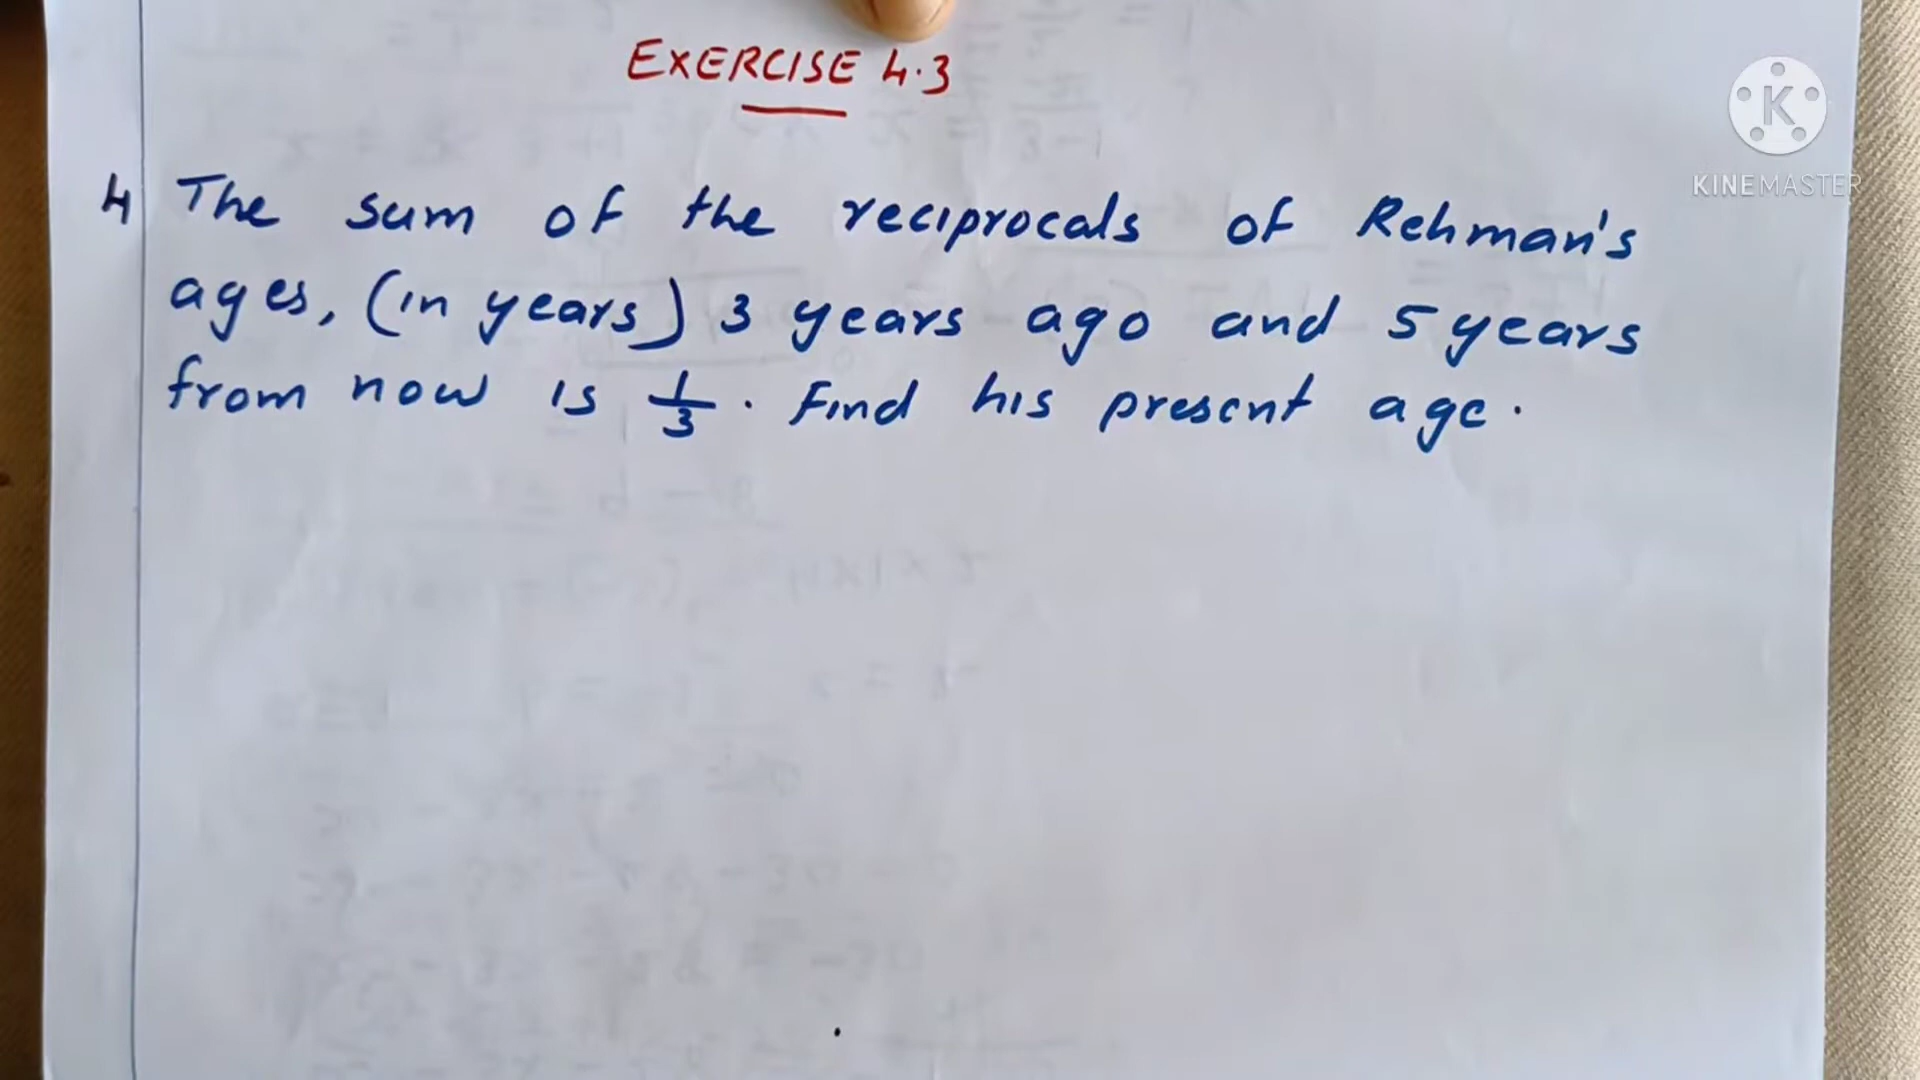 EXERCISE 4.3
K
KINEMASTER
4 The sum of the reciprocals of Rehman's
ages, (in years) 3 years ago and 5 years
from now is 1/3. Find his present age.